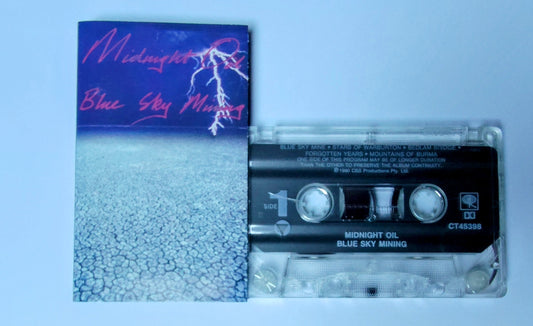 Midnight Oil
Blue Sky Mining
BLUE SKY MINE • STARS OF WARBURTON • BEDLAM BRIDGE •
FORGOTTEN YEARS • MOUNTAINS OF BURMA
ONE SIDE OF THIS PROGRAM MAY BE OF LONGER DURATION
THAN THE OTHER TO PRESERVE THE ALBUM CONTINUITY.
℗ 1990 CBS Productions Pty. Ltd.
SIDE 1
CT45398
MIDNIGHT OIL
BLUE SKY MINING